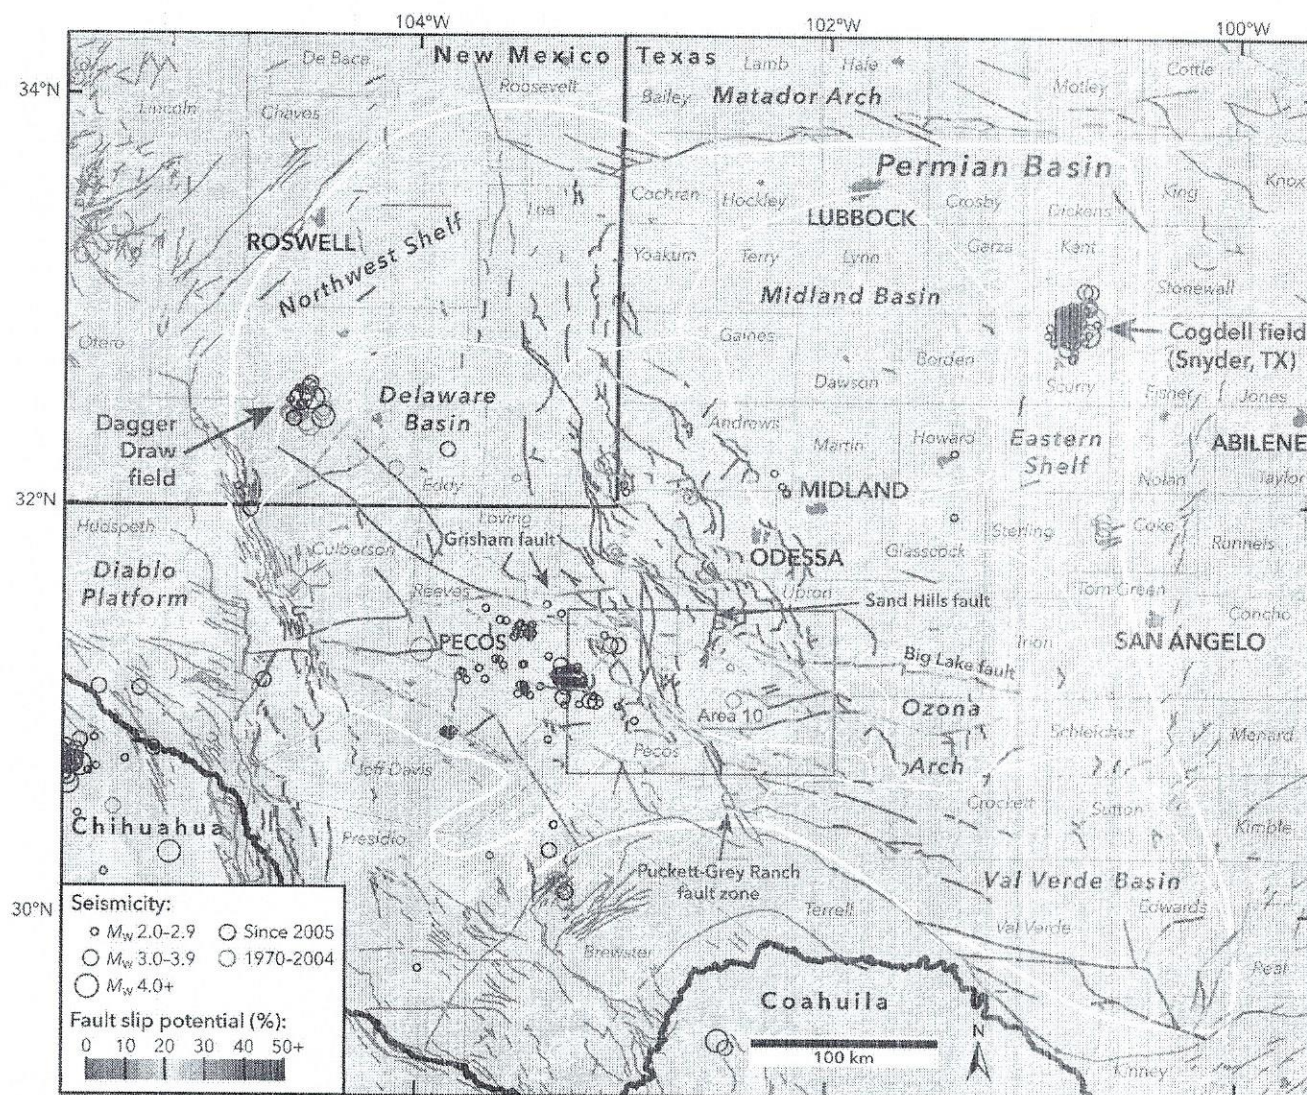 104°W
102°W
100°W
34°N
32°N
30°N
New Mexico
Texas
De Baca
Roosevelt
Lamb
Hale
Motley
Cottle
Lincoln
Chaves
Bailey
Matador Arch
Permian Basin
Cochran
Hockley
LUBBOCK
Crosby
Dickens
King
Knox
Lea
ROSWELL
Northwest Shelf
Yoakum
Terry
Lynn
Garza
Kent
Midland Basin
Stonewall
Otero
Gaines
Borden
Cogdell field
(Snyder, TX)
Dawson
Scurry
Fisher
Jones
Delaware
Basin
Dagger
Draw
field
Andrews
Martin
Howard
Eastern
Shelf
ABILENE
Eddy
MIDLAND
Nolan
Taylor
Hudspeth
Loving
Grisham fault
Culberson
ODESSA
Glasscock
Sterling
Coke
Runnels
Diablo
Platform
Reeves
Upton
Sand Hills fault
Tom Green
Concho
PECOS
Irion
SAN ANGELO
Big Lake fault
Area 10
Ozona
Arch
Pecos
Schleicher
Menard
Jeff Davis
Crockett
Sutton
Kimble
Chihuahua
Presidio
Puckett-Grey Ranch
fault zone
Val Verde Basin
Terrell
Edwards
Val Verde
Brewster
Real
Coahuila
Kinney
N
100 km
Seismicity:
Mw 2.0-2.9
Since 2005
Mw 3.0-3.9
1970-2004
Mw 4.0+
Fault slip potential (%):
0 10 20 30 40 50+